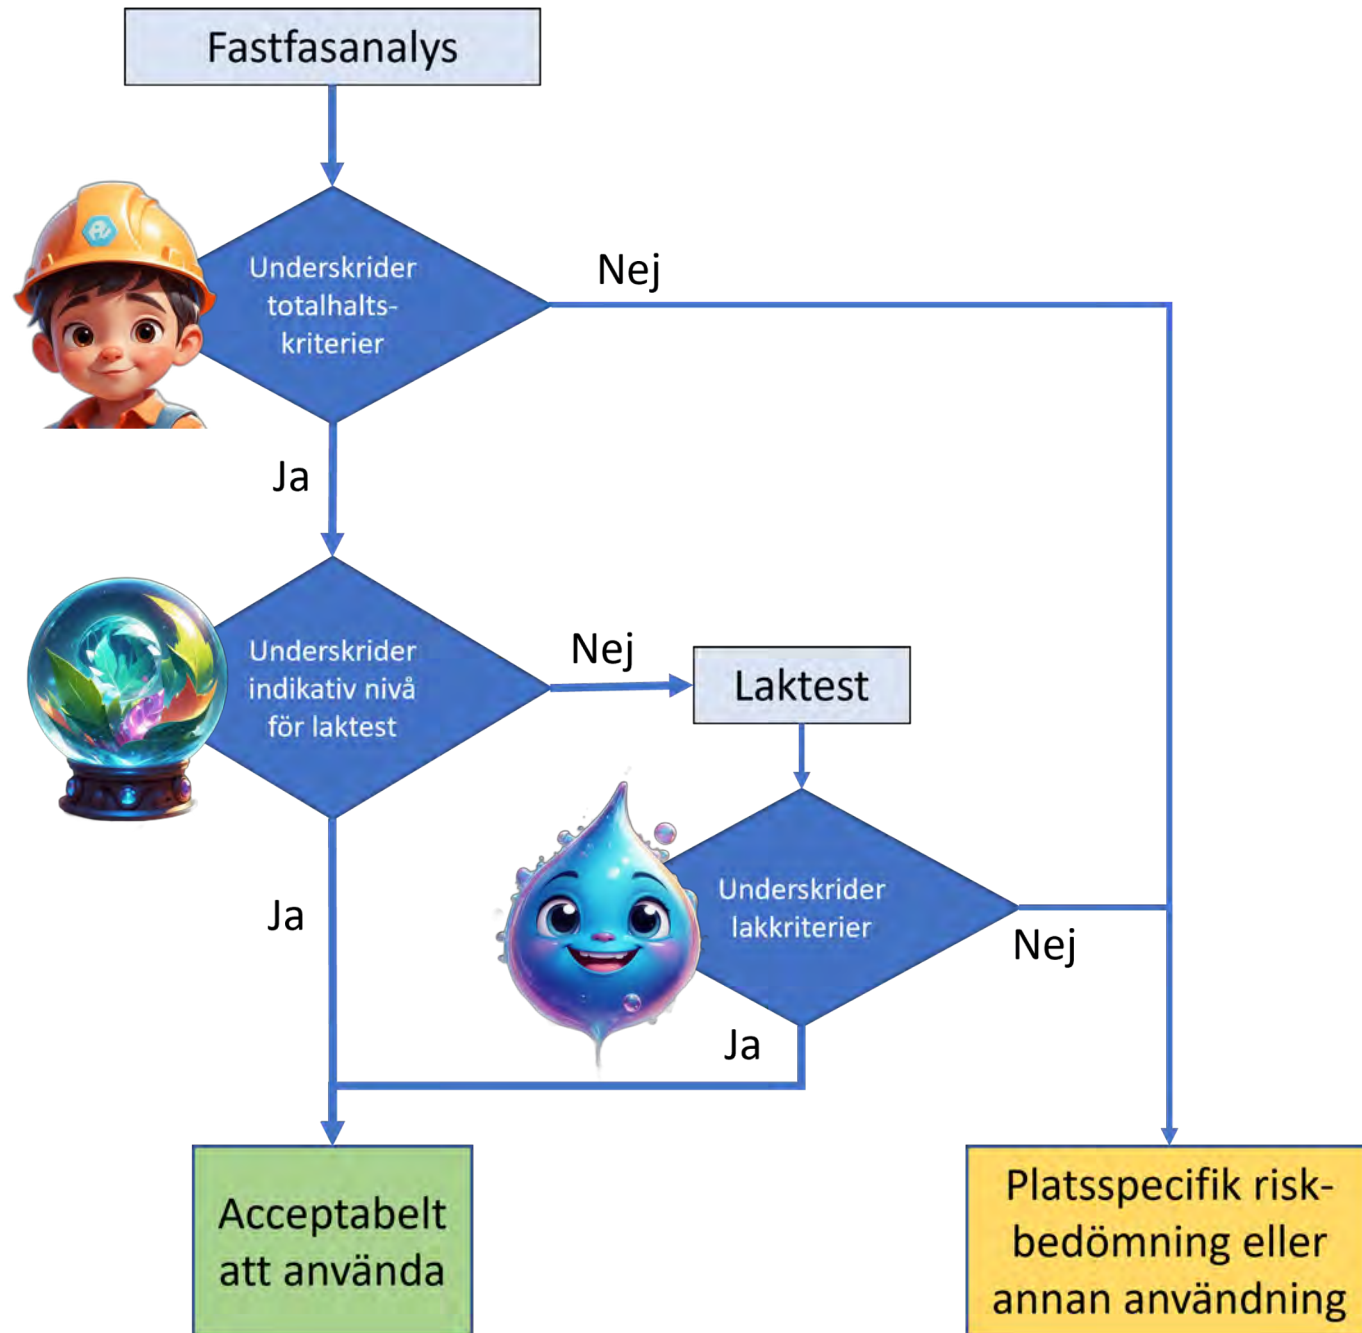 Fastfasanalys
Underskrider
totalhalts-
kriterier
Nej
Ja
Underskrider
indikativ nivå
för laktest
Nej
Laktest
Underskrider
lakkriterier
Ja
Nej
Ja
Acceptabelt
att använda
Platsspecifik risk-
bedömning eller
annan användning